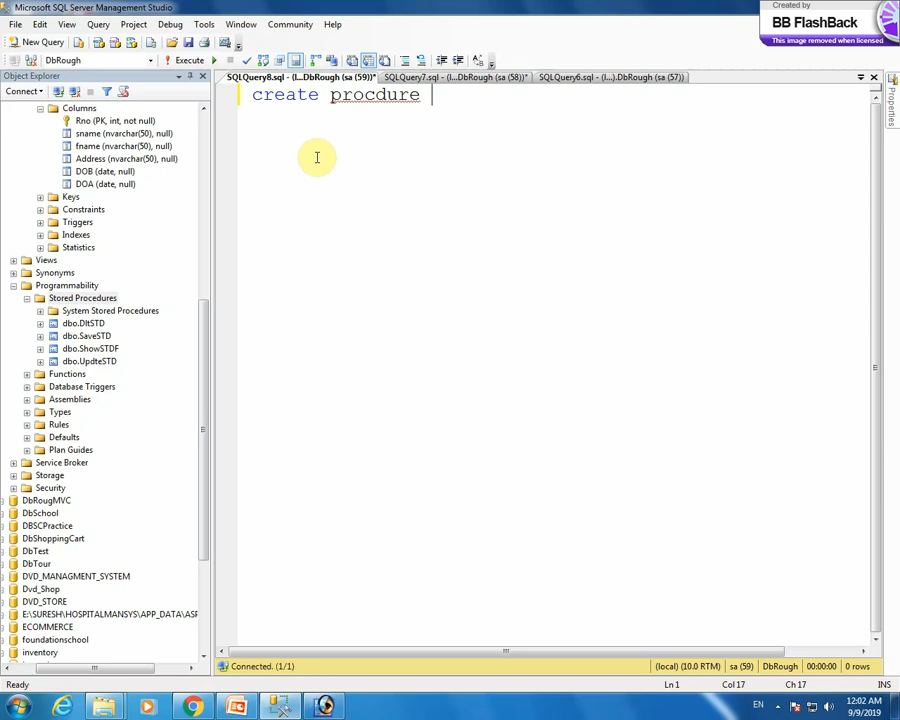 Microsoft SQL Server Management Studio
Created by
BB FlashBack
This image removed when licensed
File Edit View Query Project Debug Tools Window Community Help
New Query
DbRough
Execute
Object Explorer
SQLQuery8.sql - (l...DbRough (sa (59))* SQLQuery7.sql - (l...DbRough (sa (58))* SQLQuery6.sql - (l...).DbRough (sa (57))
Connect
Properties
create procdure
Columns
Rno (PK, int, not null)
sname (nvarchar(50), null)
fname (nvarchar(50), null)
Address (nvarchar(50), null)
DOB (date, null)
DOA (date, null)
Keys
Constraints
Triggers
Indexes
Statistics
Views
Synonyms
Programmability
Stored Procedures
System Stored Procedures
dbo.DltSTD
dbo.SaveSTD
dbo.ShowSTDF
dbo.UpdteSTD
Functions
Database Triggers
Assemblies
Types
Rules
Defaults
Plan Guides
Service Broker
Storage
Security
DbRougMVC
DbSchool
DBSCPractice
DbShoppingCart
DbTest
DbTour
DVD_MANAGMENT_SYSTEM
Dvd_Shop
DVD_STORE
E:\SURESH\HOSPITALMANSYS\APP_DATA\ASP
ECOMMERCE
foundationschool
inventory
Connected. (1/1) (local) (10.0 RTM) sa (59) DbRough 00:00:00 0 rows
Ready Ln 1 Col 17 Ch 17 INS
EN 12:02 AM
9/9/2019